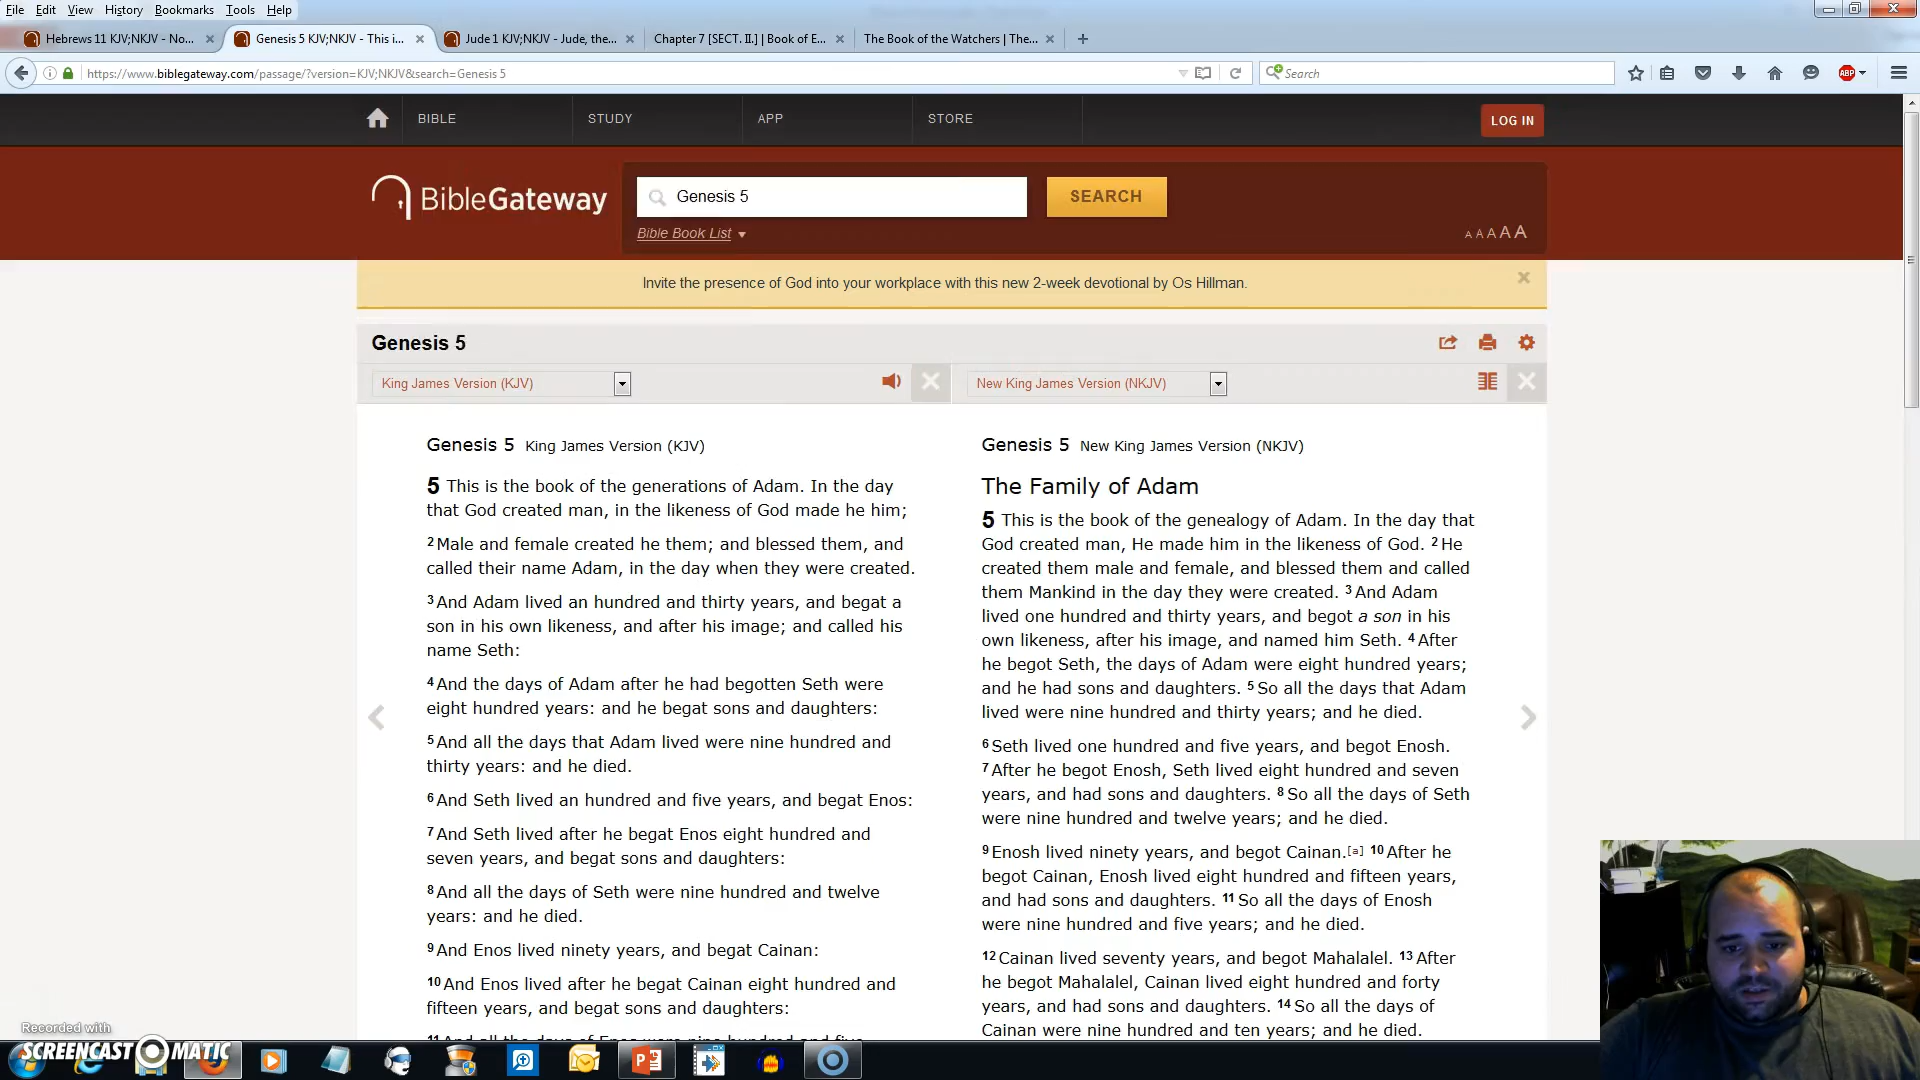 File Edit View History Bookmarks Tools Help
Hebrews 11 KJV;NKJV - No...
Genesis 5 KJV;NKJV - This i...
Jude 1 KJV;NKJV - Jude, the...
Chapter 7 [SECT. II.] | Book of E...
The Book of the Watchers | The...
https://www.biblegateway.com/passage/?version=KJV;NKJV&search=Genesis 5
Search
ABP
BIBLE STUDY APP STORE
LOG IN
BibleGateway
Genesis 5
SEARCH
Bible Book List
A A A A A
Invite the presence of God into your workplace with this new 2-week devotional by Os Hillman.
Genesis 5
King James Version (KJV)
New King James Version (NKJV)
Genesis 5 King James Version (KJV)
5 This is the book of the generations of Adam. In the day
that God created man, in the likeness of God made he him;
2 Male and female created he them; and blessed them, and
called their name Adam, in the day when they were created.
3 And Adam lived an hundred and thirty years, and begat a
son in his own likeness, and after his image; and called his
name Seth:
4 And the days of Adam after he had begotten Seth were
eight hundred years: and he begat sons and daughters:
5 And all the days that Adam lived were nine hundred and
thirty years: and he died.
6 And Seth lived an hundred and five years, and begat Enos:
7 And Seth lived after he begat Enos eight hundred and
seven years, and begat sons and daughters:
8 And all the days of Seth were nine hundred and twelve
years: and he died.
9 And Enos lived ninety years, and begat Cainan:
10 And Enos lived after he begat Cainan eight hundred and
fifteen years, and begat sons and daughters:
11 And all the days of Enos were nine hundred and five
Genesis 5 New King James Version (NKJV)
The Family of Adam
5 This is the book of the genealogy of Adam. In the day that
God created man, He made him in the likeness of God. 2 He
created them male and female, and blessed them and called
them Mankind in the day they were created. 3 And Adam
lived one hundred and thirty years, and begot a son in his
own likeness, after his image, and named him Seth. 4 After
he begot Seth, the days of Adam were eight hundred years;
and he had sons and daughters. 5 So all the days that Adam
lived were nine hundred and thirty years; and he died.
6 Seth lived one hundred and five years, and begot Enosh.
7 After he begot Enosh, Seth lived eight hundred and seven
years, and had sons and daughters. 8 So all the days of Seth
were nine hundred and twelve years; and he died.
9 Enosh lived ninety years, and begot Cainan.[a] 10 After he
begot Cainan, Enosh lived eight hundred and fifteen years,
and had sons and daughters. 11 So all the days of Enosh
were nine hundred and five years; and he died.
12 Cainan lived seventy years, and begot Mahalalel. 13 After
he begot Mahalalel, Cainan lived eight hundred and forty
years, and had sons and daughters. 14 So all the days of
Cainan were nine hundred and ten years; and he died.
Recorded with
SCREENCAST MATIC